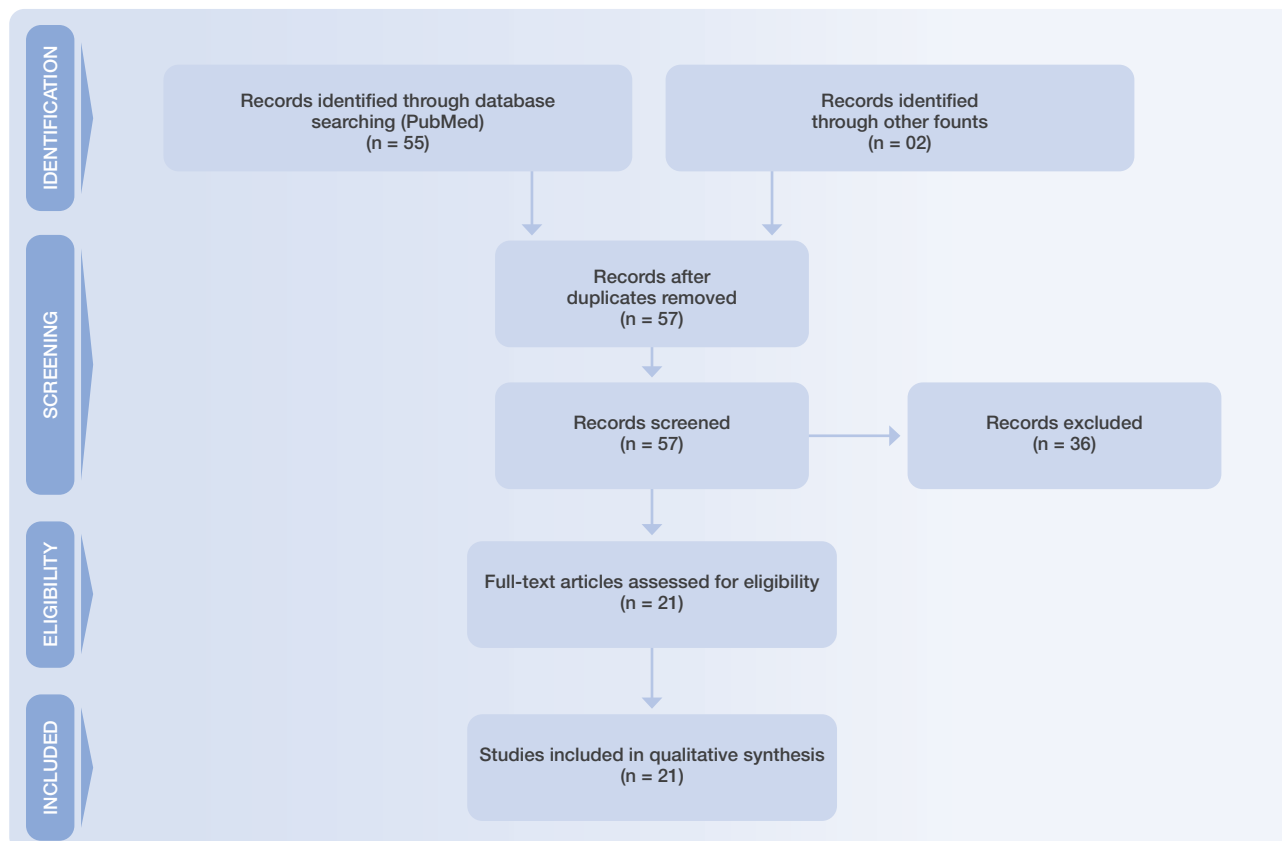 IDENTIFICATION
Records identified through database
searching (PubMed)
(n = 55)
Records identified
through other founts
(n = 02)
SCREENING
Records after
duplicates removed
(n = 57)
Records screened
(n = 57)
Records excluded
(n = 36)
ELIGIBILITY
Full-text articles assessed for eligibility
(n = 21)
INCLUDED
Studies included in qualitative synthesis
(n = 21)